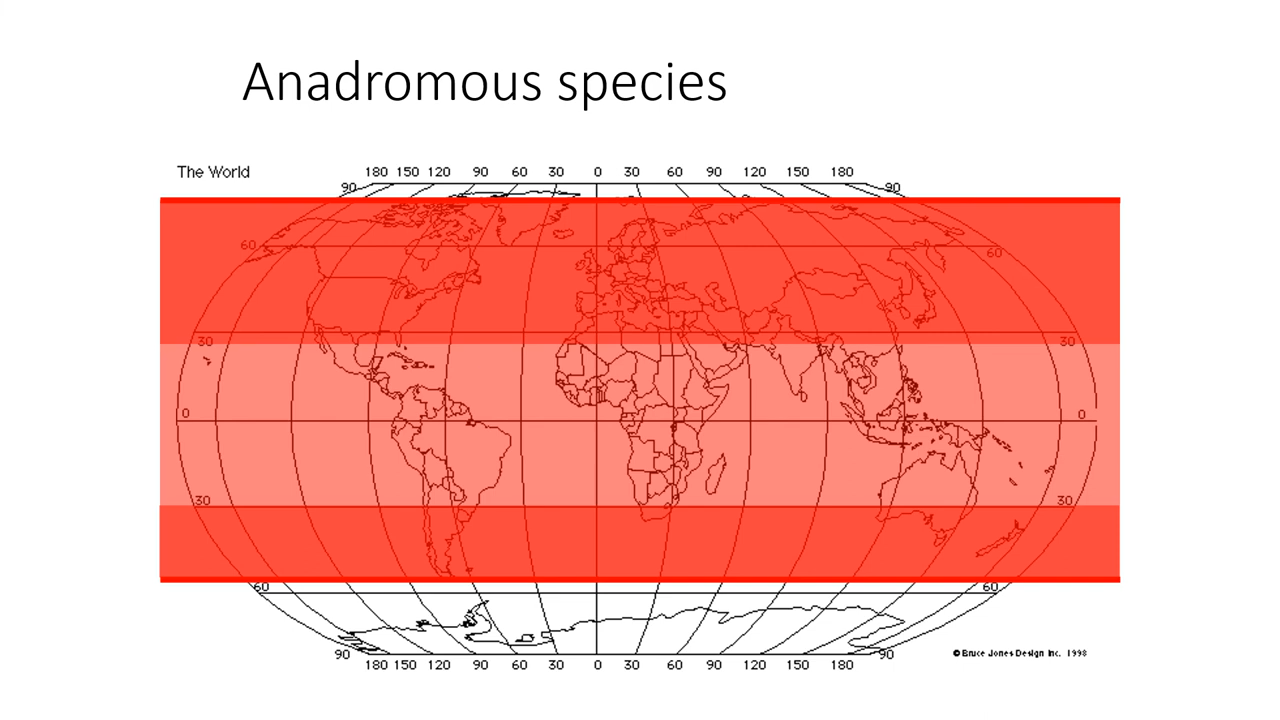 Anadromous species
The World
180 150 120 90 60 30 0 30 60 90 120 150 180
90 90
60 60
30 30
0 0
30 30
60 60
90 90
© Bruce Jones Design Inc. 1998
180 150 120 90 60 30 0 30 60 90 120 150 180